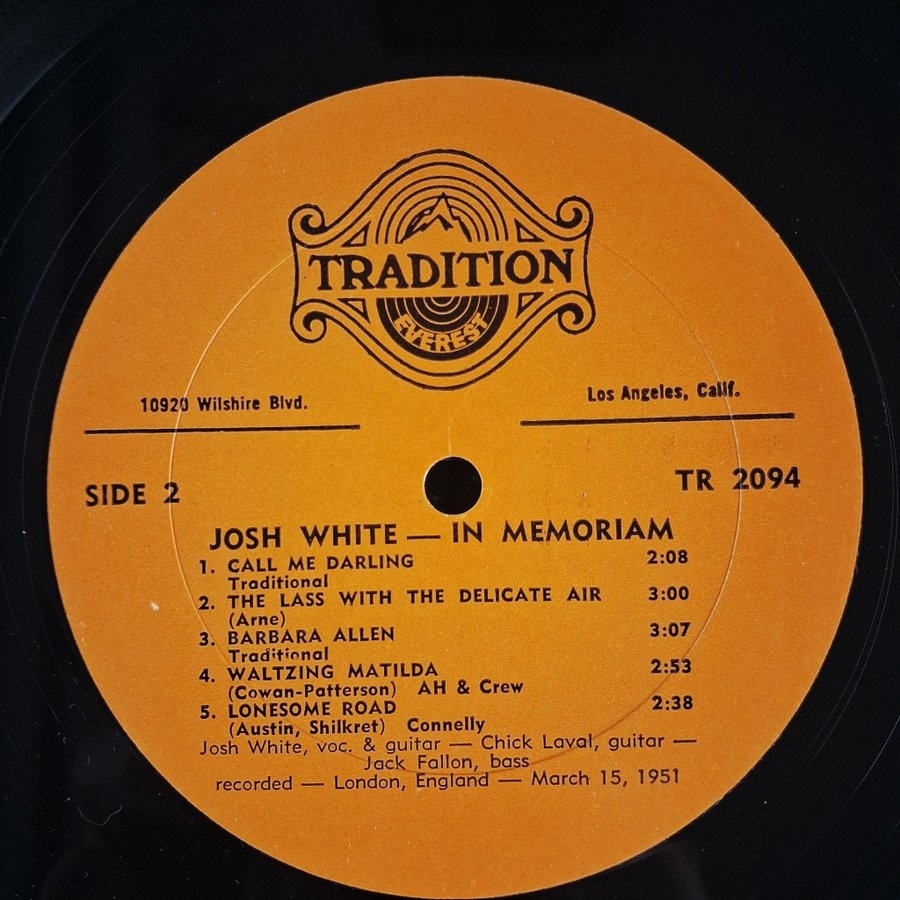 TRADITION
EVEREST
10920 Wilshire Blvd.
Los Angeles, Calif.
SIDE 2
TR 2094
JOSH WHITE — IN MEMORIAM
1. CALL ME DARLING 2:08
Traditional
2. THE LASS WITH THE DELICATE AIR 3:00
(Arne)
3. BARBARA ALLEN 3:07
Traditional
4. WALTZING MATILDA 2:53
(Cowan-Patterson) AH & Crew
5. LONESOME ROAD 2:38
(Austin, Shilkret) Connelly
Josh White, voc. & guitar — Chick Laval, guitar —
Jack Fallon, bass
recorded — London, England — March 15, 1951